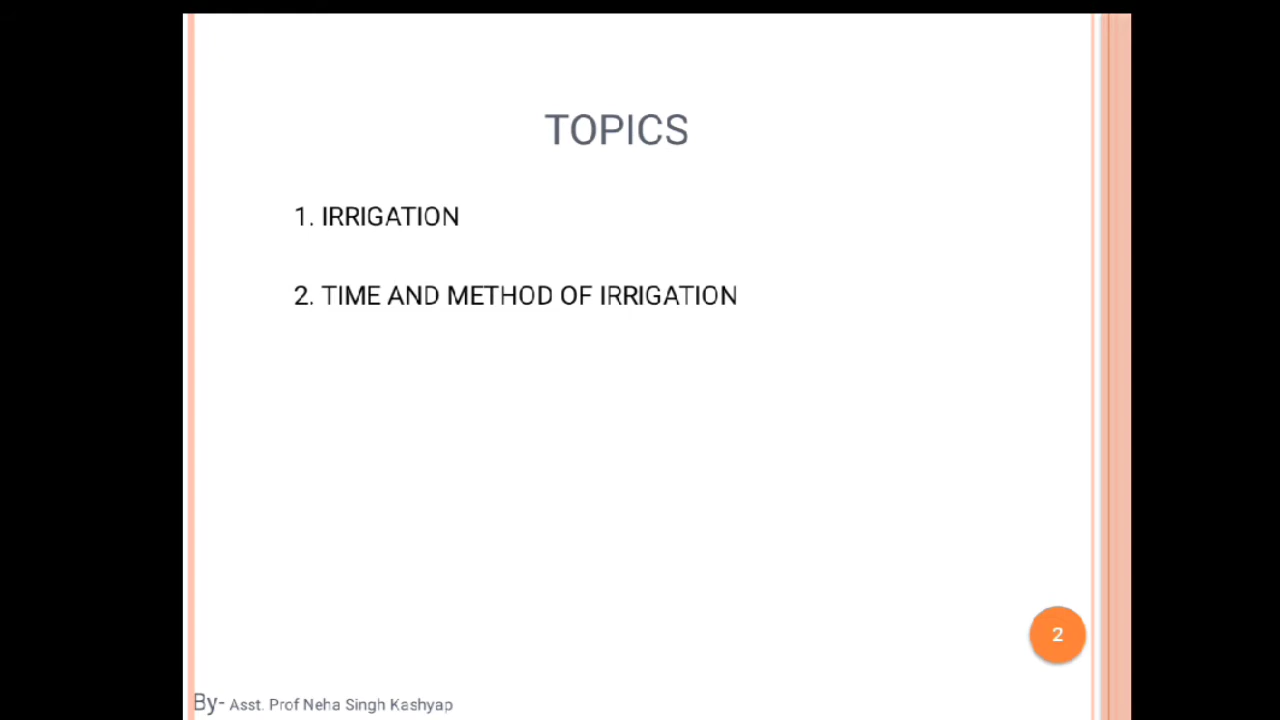 TOPICS
1. IRRIGATION
2. TIME AND METHOD OF IRRIGATION
2
By- Asst. Prof Neha Singh Kashyap